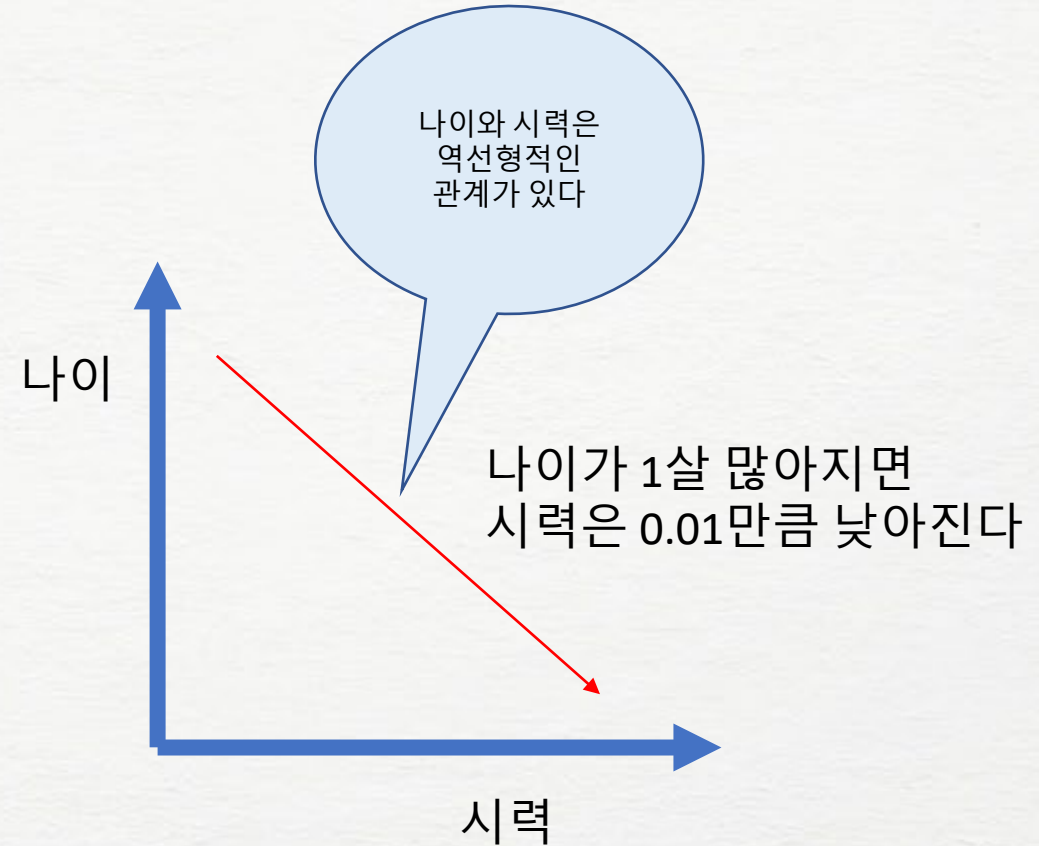 나이와 시력은
역선형적인
관계가 있다
나이
나이가 1살 많아지면
시력은 0.01만큼 낮아진다
시력